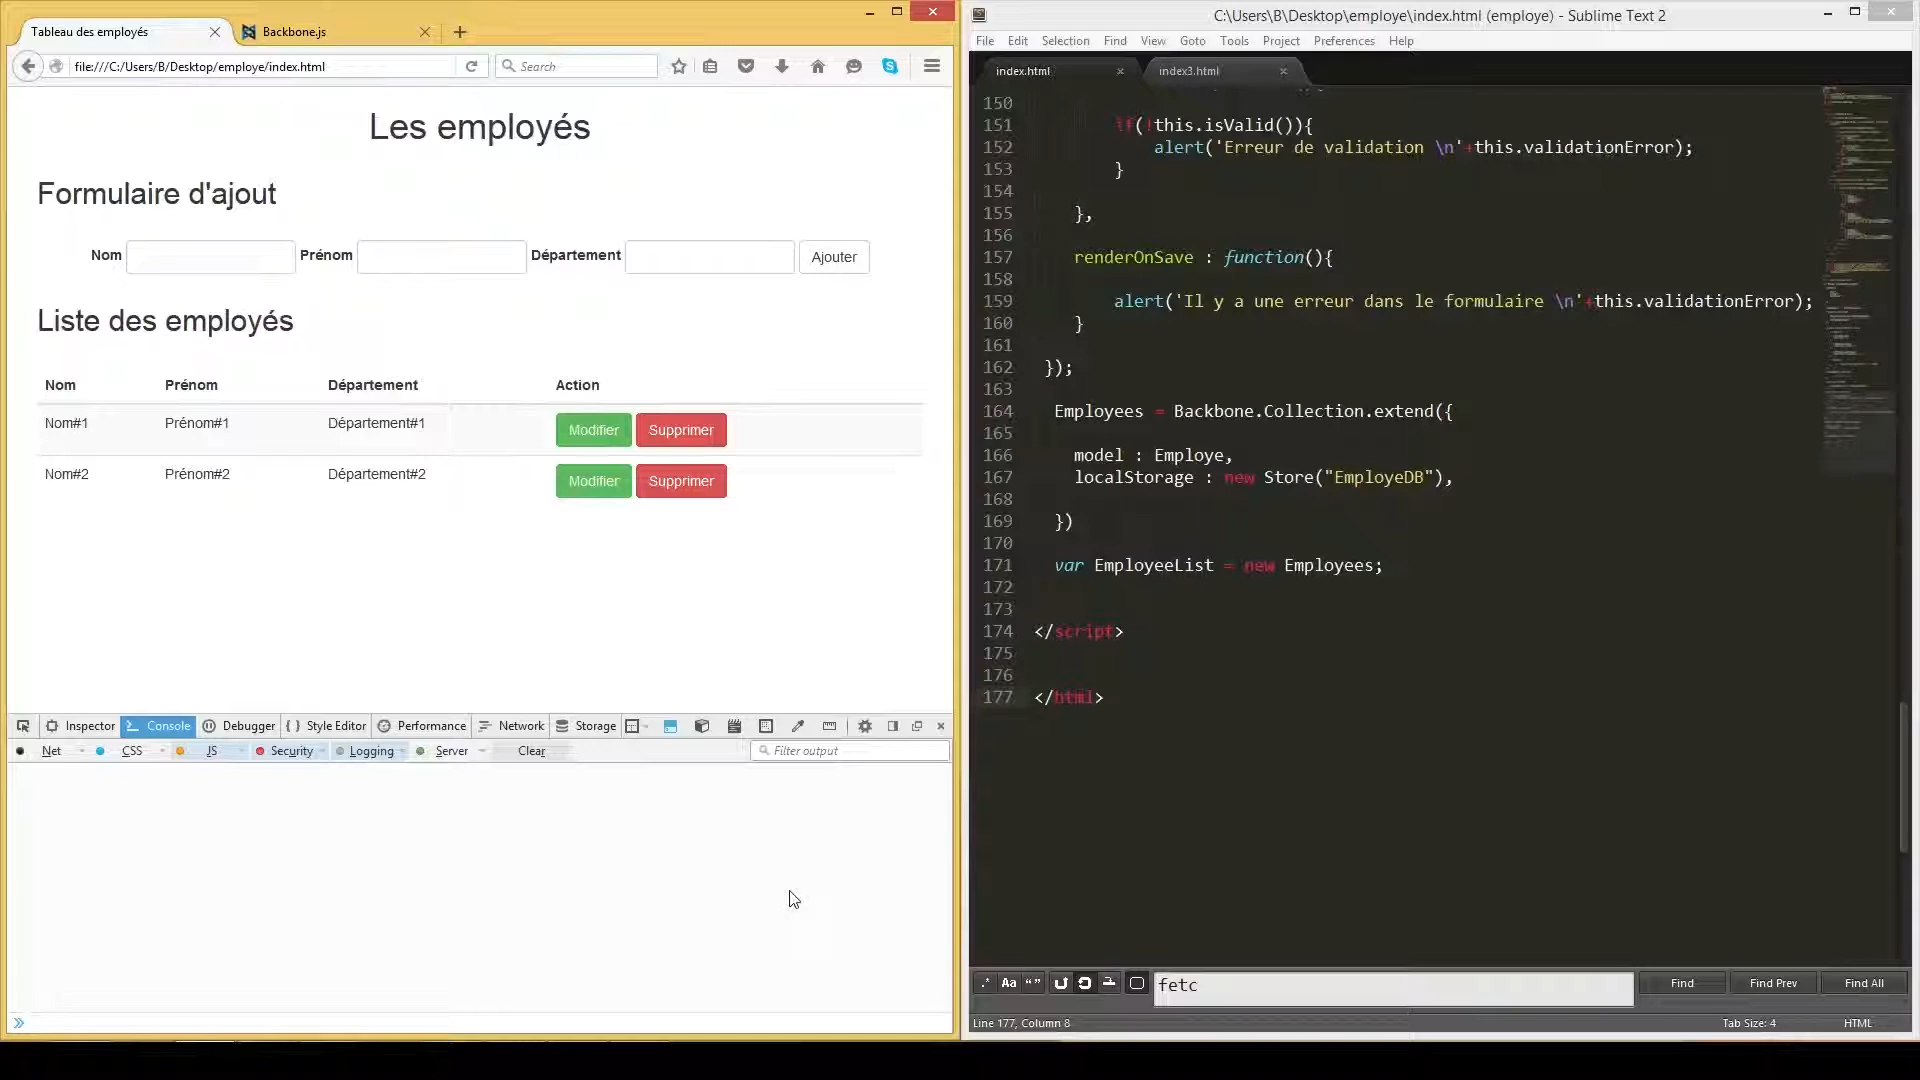 Tableau des employés
Backbone.js
file:///C:/Users/B/Desktop/employe/index.html
Search
Les employés
Formulaire d'ajout
Nom Prénom Département Ajouter
Liste des employés
Nom Prénom Département Action
Nom#1 Prénom#1 Département#1 Modifier Supprimer
Nom#2 Prénom#2 Département#2 Modifier Supprimer
Inspector Console Debugger { } Style Editor Performance Network Storage
Net CSS JS Security Logging Server Clear Filter output
»
C:\Users\B\Desktop\employe\index.html (employe) - Sublime Text 2
File Edit Selection Find View Goto Tools Project Preferences Help
index.html
index3.html
150
151 if(!this.isValid()){
152 alert('Erreur de validation \n'+this.validationError);
153 }
154
155 },
156
157 renderOnSave : function(){
158
159 alert('Il y a une erreur dans le formulaire \n'+this.validationError);
160 }
161
162 });
163
164 Employees = Backbone.Collection.extend({
165
166 model : Employe,
167 localStorage : new Store("EmployeDB"),
168
169 })
170
171 var EmployeeList = new Employees;
172
173
174 </script>
175
176
177 </html>
.* Aa “” fetc Find Find Prev Find All
Line 177, Column 8 Tab Size: 4 HTML